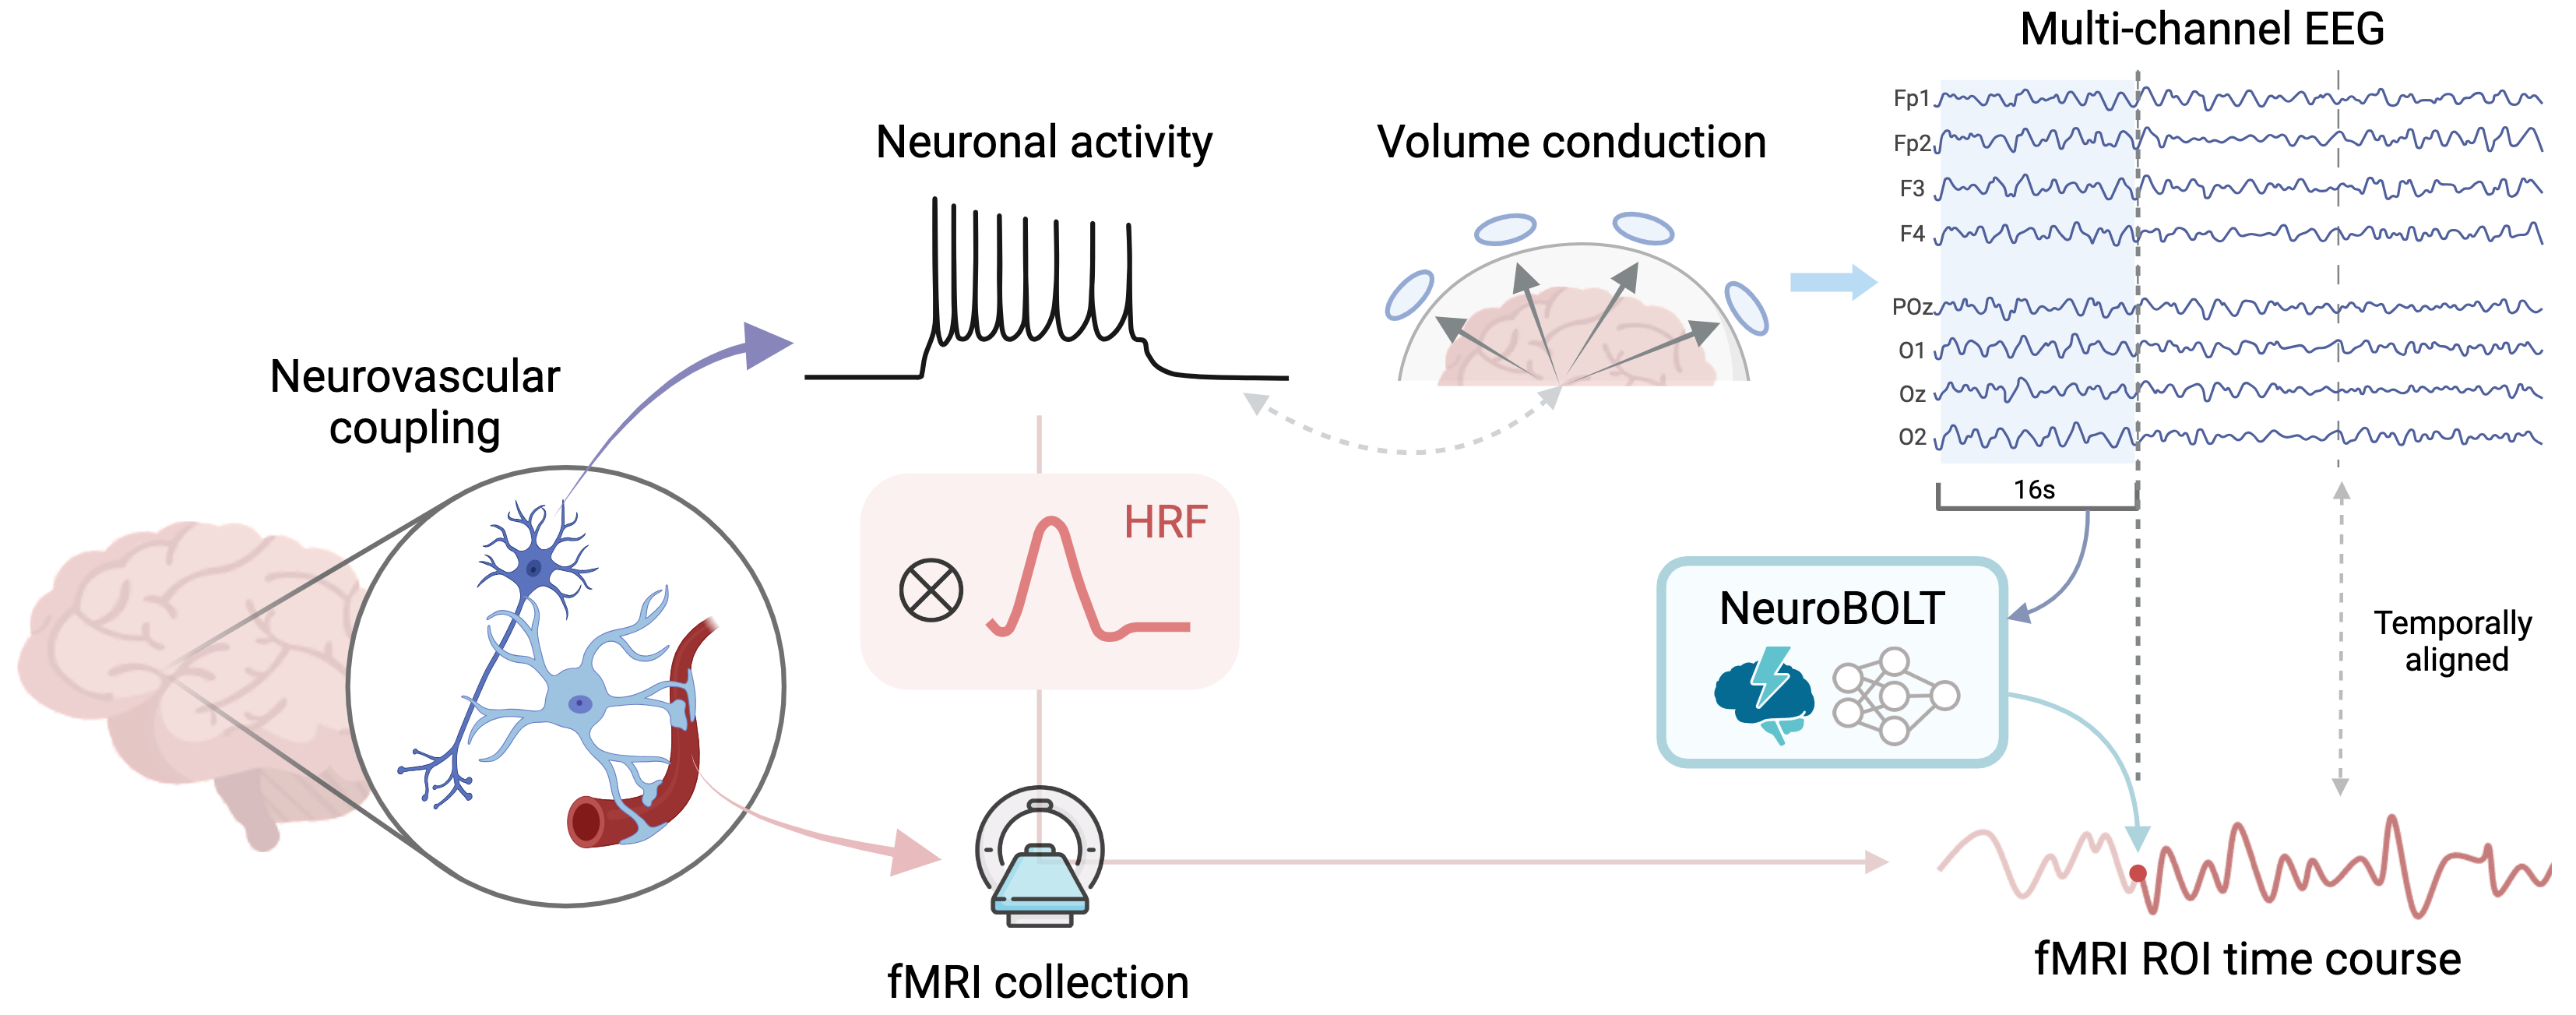 Multi-channel EEG
Neuronal activity
Volume conduction
Fp1
Fp2
F3
F4
POz
O1
Oz
O2
16s
Neurovascular
coupling
HRF
NeuroBOLT
Temporally
aligned
fMRI collection
fMRI ROI time course